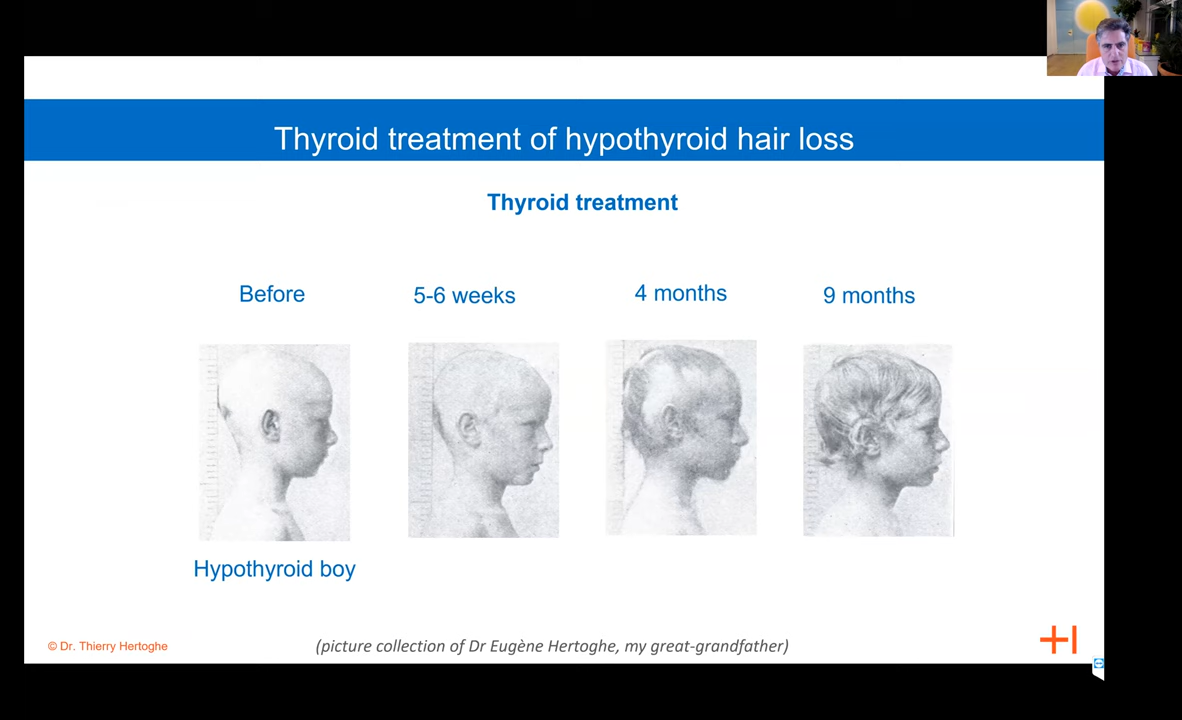 Thyroid treatment of hypothyroid hair loss
Thyroid treatment
Before
5-6 weeks
4 months
9 months
Hypothyroid boy
© Dr. Thierry Hertoghe
(picture collection of Dr Eugène Hertoghe, my great-grandfather)